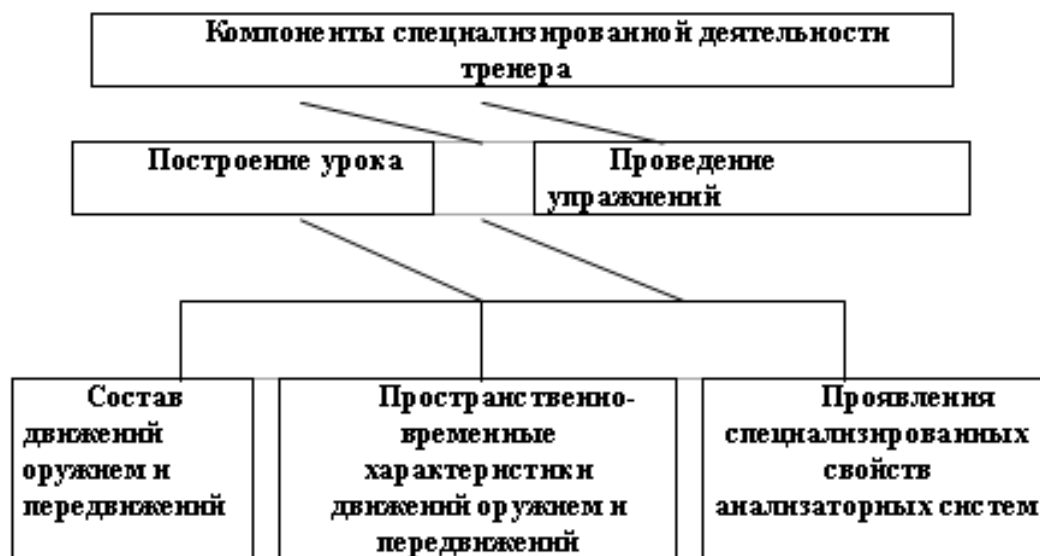 Компоненты специализированной деятельности
тренера
Построение урока
Проведение
упражнений
Состав
движений
оружием и
передвижений
Пространственно-
временные
характеристики
движений оружием и
передвижений
Проявления
специализированных
свойств
анализаторных систем